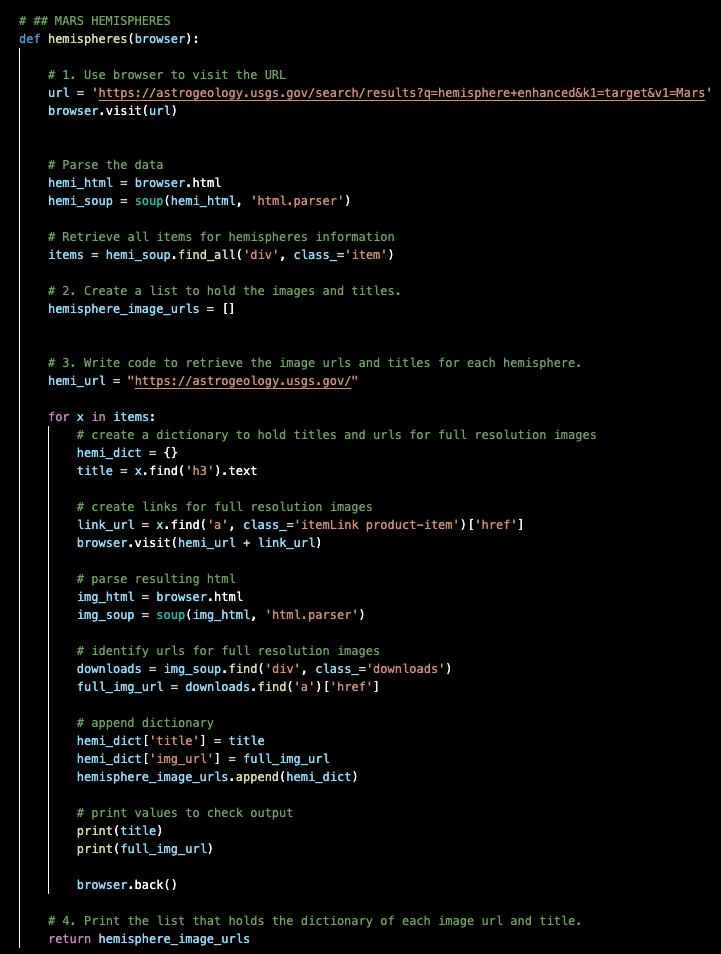 # ## MARS HEMISPHERES
def hemispheres(browser):
# 1. Use browser to visit the URL
url = 'https://astrogeology.usgs.gov/search/results?q=hemisphere+enhanced&k1=target&v1=Mars'
browser.visit(url)
# Parse the data
hemi_html = browser.html
hemi_soup = soup(hemi_html, 'html.parser')
# Retrieve all items for hemispheres information
items = hemi_soup.find_all('div', class_='item')
# 2. Create a list to hold the images and titles.
hemisphere_image_urls = []
# 3. Write code to retrieve the image urls and titles for each hemisphere.
hemi_url = "https://astrogeology.usgs.gov/"
for x in items:
# create a dictionary to hold titles and urls for full resolution images
hemi_dict = {}
title = x.find('h3').text
# create links for full resolution images
link_url = x.find('a', class_='itemLink product-item')['href']
browser.visit(hemi_url + link_url)
# parse resulting html
img_html = browser.html
img_soup = soup(img_html, 'html.parser')
# identify urls for full resolution images
downloads = img_soup.find('div', class_='downloads')
full_img_url = downloads.find('a')['href']
# append dictionary
hemi_dict['title'] = title
hemi_dict['img_url'] = full_img_url
hemisphere_image_urls.append(hemi_dict)
# print values to check output
print(title)
print(full_img_url)
browser.back()
# 4. Print the list that holds the dictionary of each image url and title.
return hemisphere_image_urls